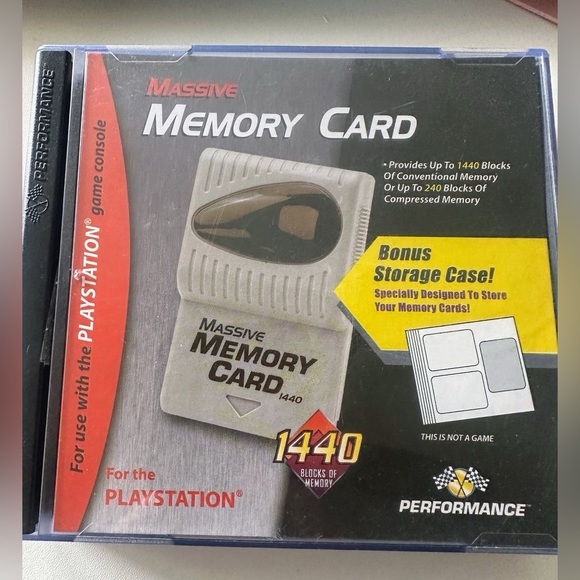 PERFORMANCE™
For use with the PLAYSTATION® game console
MASSIVE
MEMORY CARD
• Provides Up To 1440 Blocks
Of Conventional Memory
Or Up To 240 Blocks Of
Compressed Memory
Bonus
Storage Case!
Specially Designed To Store
Your Memory Cards!
MASSIVE
MEMORY
CARD 1440
1440
BLOCKS OF
MEMORY
THIS IS NOT A GAME
For the
PLAYSTATION®
PERFORMANCE™